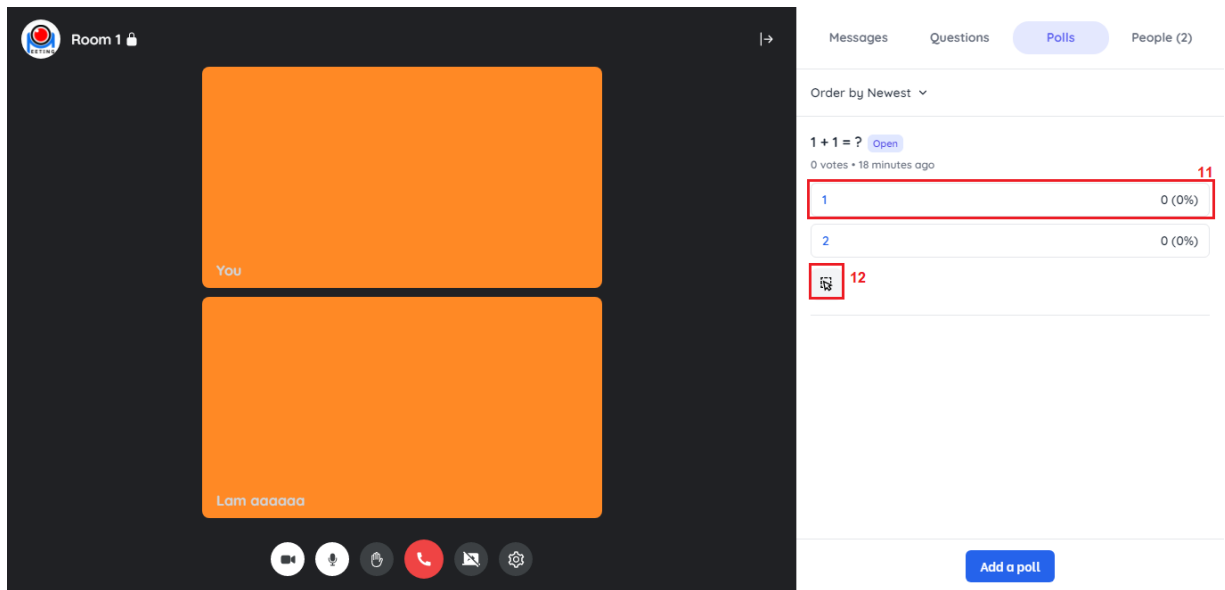 EETING
Room 1
You
Lam aaaaaa
Messages Questions Polls People (2)
Order by Newest
1 + 1 = ? Open
0 votes • 18 minutes ago
11
1 0 (0%)
2 0 (0%)
12
Add a poll